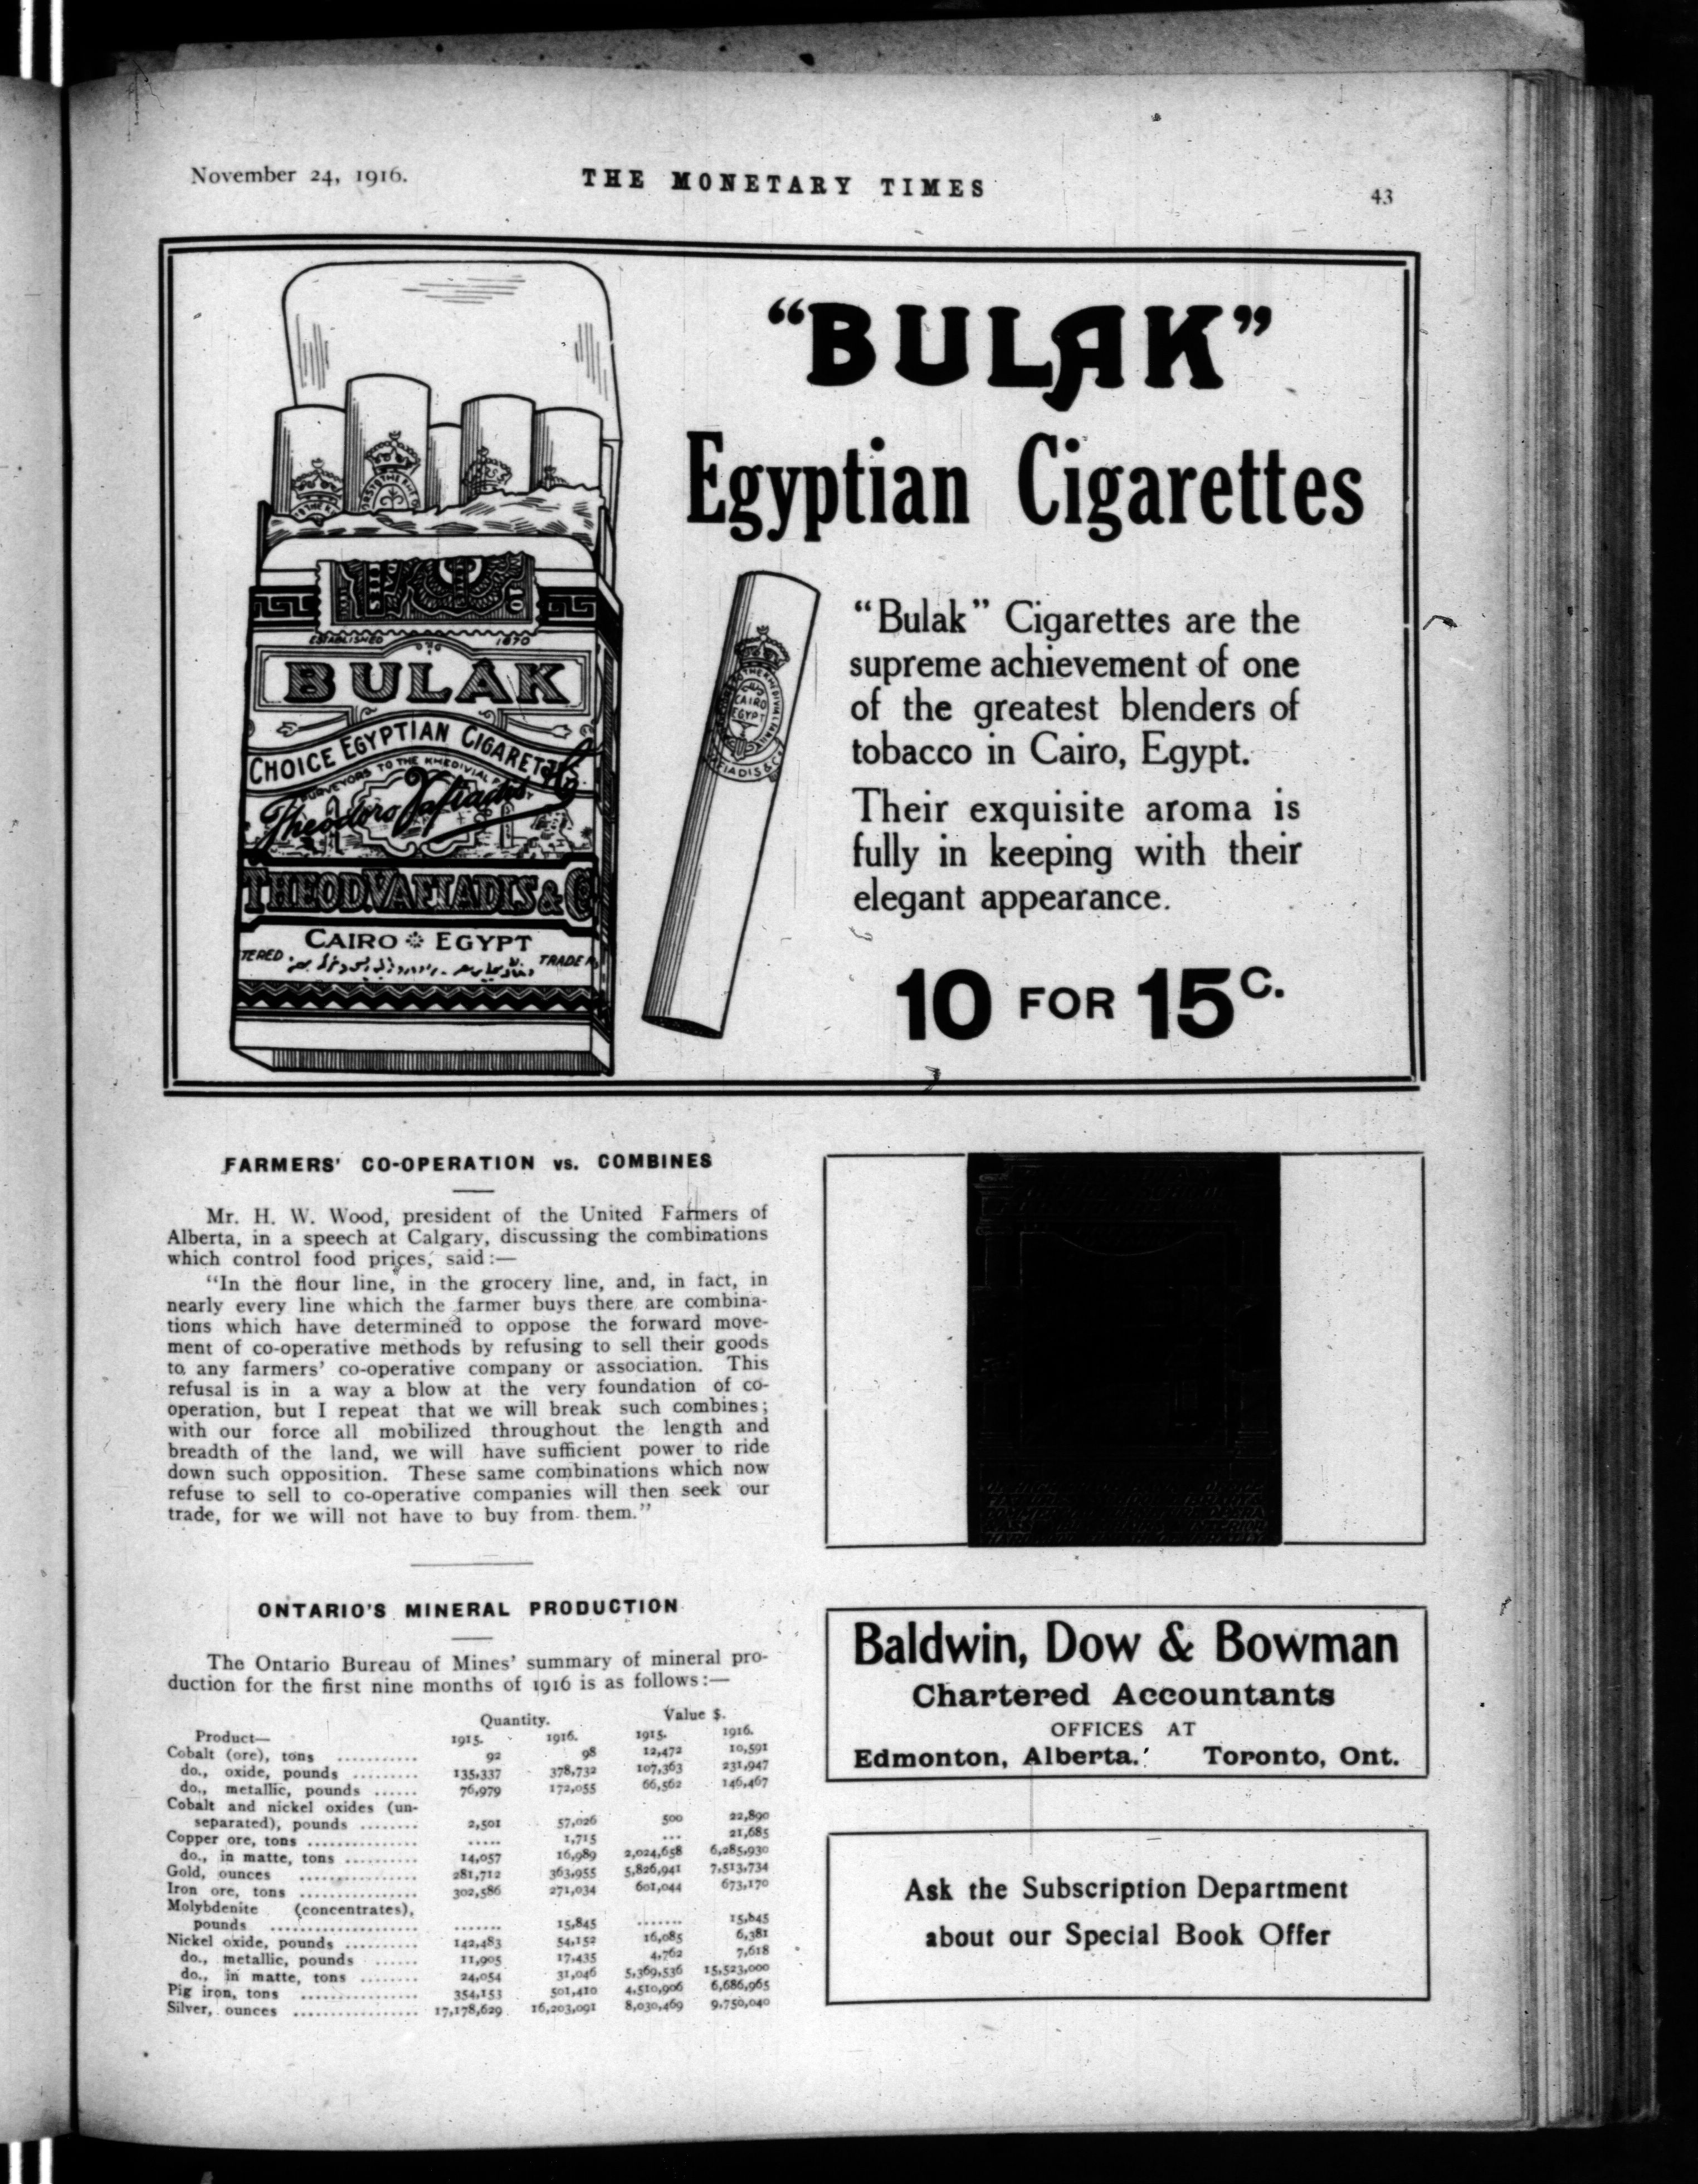 November 24, 1916.
THE MONETARY TIMES
43
"BULAK"
Egyptian Cigarettes
"Bulak" Cigarettes are the
supreme achievement of one
of the greatest blenders of
tobacco in Cairo, Egypt.
Their exquisite aroma is
fully in keeping with their
elegant appearance.
10 FOR 15C.
ESTABLISHED 1870
BULAK
CHOICE EGYPTIAN CIGARETTES
PURVEYORS TO THE KHEDIVIAL
Theodoro Vafiadis
THEOD. VAFIADIS & Co
CAIRO EGYPT
TERED
TRADE
CAIRO
EGYPT
FARMERS' CO-OPERATION vs. COMBINES
Mr. H. W. Wood, president of the United Farmers of
Alberta, in a speech at Calgary, discussing the combinations
which control food prices, said:—
"In the flour line, in the grocery line, and, in fact, in
nearly every line which the farmer buys there are combina-
tions which have determined to oppose the forward move-
ment of co-operative methods by refusing to sell their goods
to any farmers' co-operative company or association. This
refusal is in a way a blow at the very foundation of co-
operation, but I repeat that we will break such combines;
with our force all mobilized throughout the length and
breadth of the land, we will have sufficient power to ride
down such opposition. These same combinations which now
refuse to sell to co-operative companies will then seek our
trade, for we will not have to buy from them."
ONTARIO'S MINERAL PRODUCTION
The Ontario Bureau of Mines' summary of mineral pro-
duction for the first nine months of 1916 is as follows:—
Quantity. Value $.
Product— 1915. 1916. 1915. 1916.
Cobalt (ore), tons ........... 92 98 12,472 10,591
do., oxide, pounds ......... 135,337 378,732 107,363 231,947
do., metallic, pounds ...... 76,979 172,055 66,562 146,467
Cobalt and nickel oxides (un-
separated), pounds ........ 2,501 57,026 500 22,890
Copper ore, tons ............... ..... 1,715 ... 21,685
do., in matte, tons .......... 14,057 16,989 2,024,658 6,285,930
Gold, ounces ................ 281,712 363,955 5,826,941 7,513,734
Iron ore, tons ................ 302,586 271,034 601,044 673,170
Molybdenite (concentrates),
pounds .................... ....... 15,845 ....... 15,845
Nickel oxide, pounds .......... 142,483 54,152 16,085 6,381
do., metallic, pounds ...... 11,905 17,435 4,762 7,618
do., in matte, tons ........ 24,054 31,046 5,369,536 15,523,000
Pig iron, tons ................ 354,153 501,410 4,510,906 6,686,965
Silver, ounces ................ 17,178,629 16,203,091 8,030,469 9,750,040
Baldwin, Dow & Bowman
Chartered Accountants
OFFICES AT
Edmonton, Alberta. Toronto, Ont.
Ask the Subscription Department
about our Special Book Offer